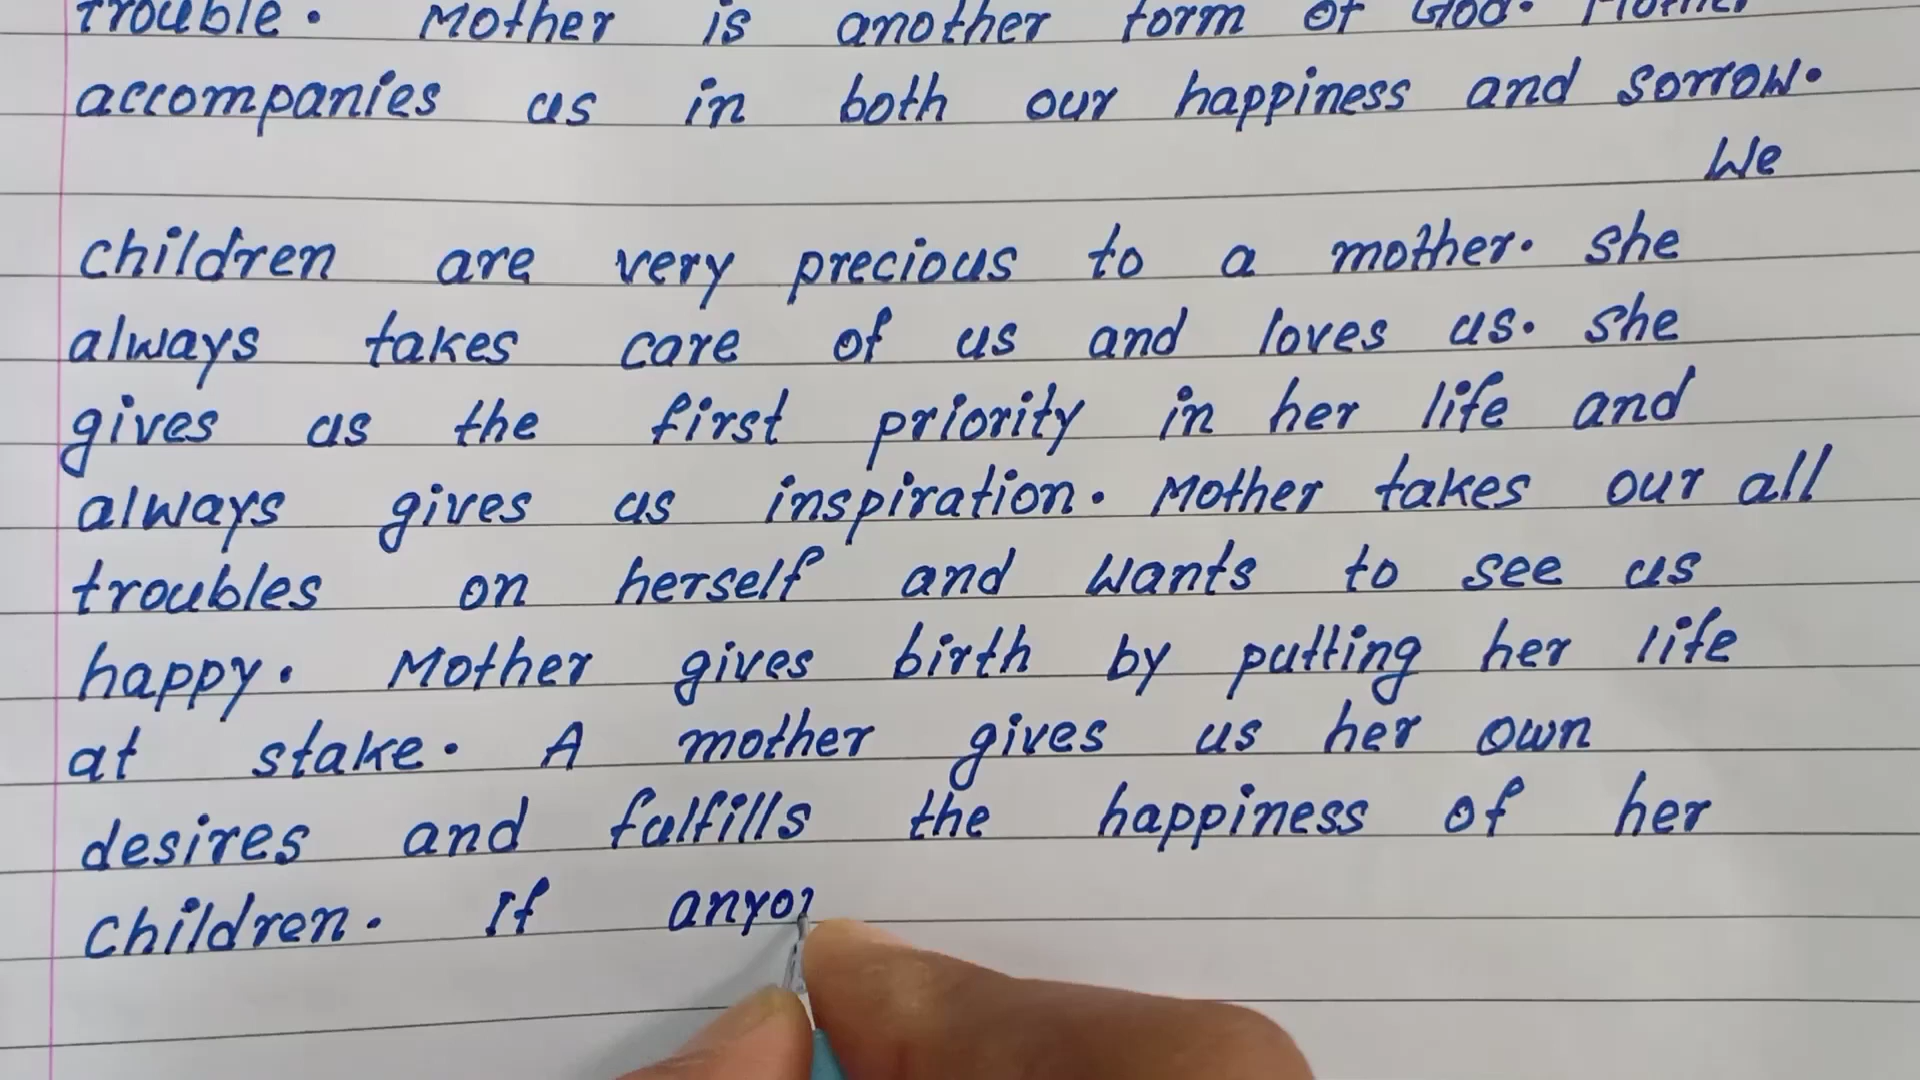 trouble. Mother is another form of God. Mother
accompanies us in both our happiness and sorrow.
We
children are very precious to a mother. she
always takes care of us and loves us. she
gives us the first priority in her life and
always gives us inspiration. Mother takes our all
troubles on herself and wants to see us
happy. Mother gives birth by putting her life
at stake. A mother gives us her own
desires and fulfills the happiness of her
children. If